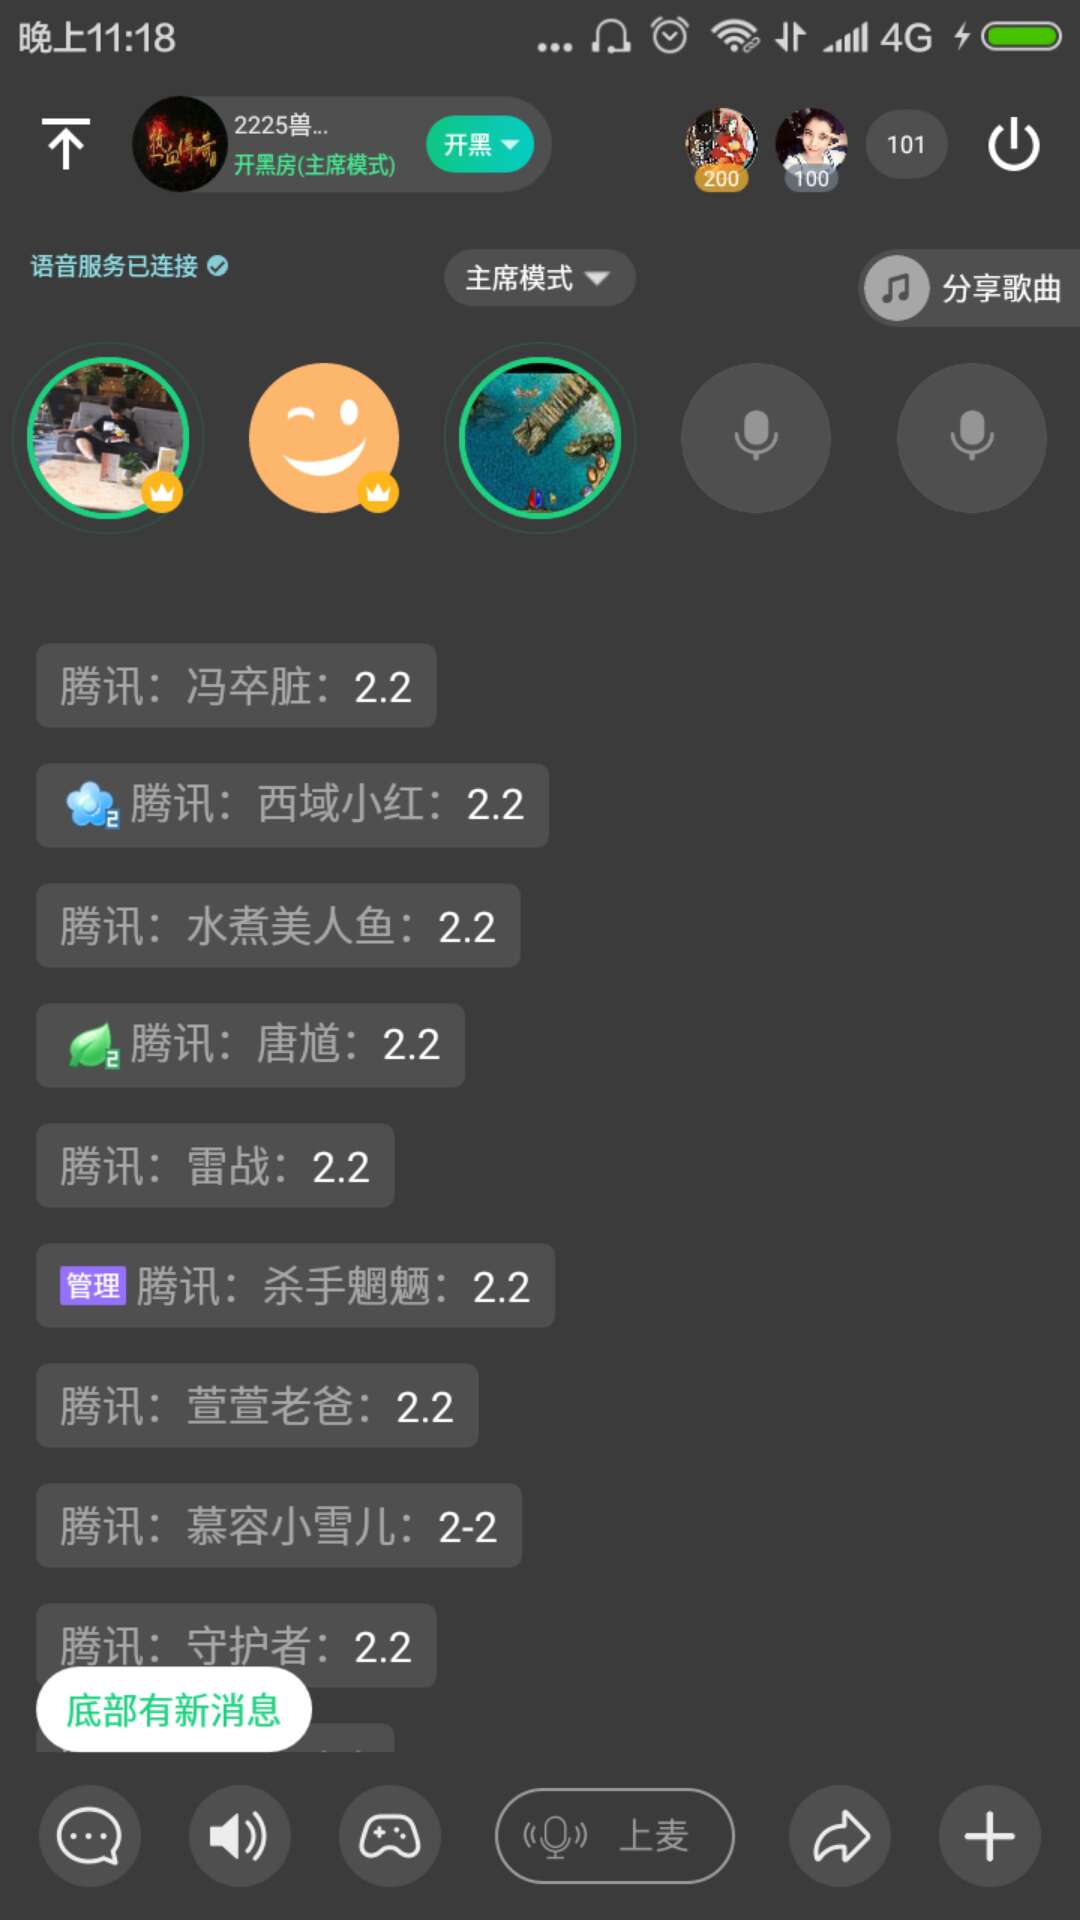 晚上11:18
4G
热血传奇
2225兽...
开黑房(主席模式)
开黑
200
100
101
语音服务已连接
主席模式
分享歌曲
腾讯：冯卒脏：2.2
2 腾讯：西域小红：2.2
腾讯：水煮美人鱼：2.2
2 腾讯：唐馗：2.2
腾讯：雷战：2.2
管理 腾讯：杀手魍魉：2.2
腾讯：萱萱老爸：2.2
腾讯：慕容小雪儿：2-2
腾讯：守护者：2.2
底部有新消息
上麦